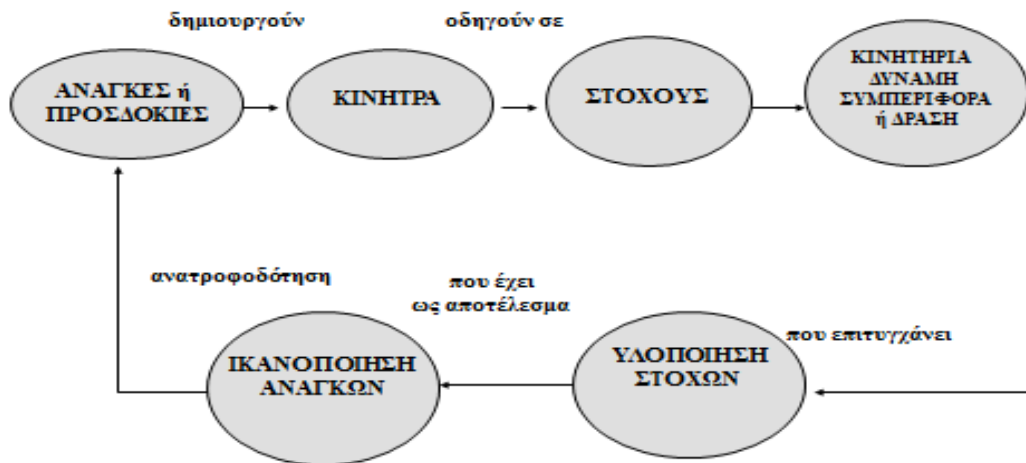 δημιουργούν
οδηγούν σε
ΑΝΑΓΚΕΣ ή
ΠΡΟΣΔΟΚΙΕΣ
ΚΙΝΗΤΡΑ
ΣΤΟΧΟΥΣ
ΚΙΝΗΤΗΡΙΑ
ΔΥΝΑΜΗ
ΣΥΜΠΕΡΙΦΟΡΑ
ή ΔΡΑΣΗ
ανατροφοδότηση
που έχει
ως αποτέλεσμα
που επιτυγχάνει
ΙΚΑΝΟΠΟΙΗΣΗ
ΑΝΑΓΚΩΝ
ΥΛΟΠΟΙΗΣΗ
ΣΤΟΧΩΝ